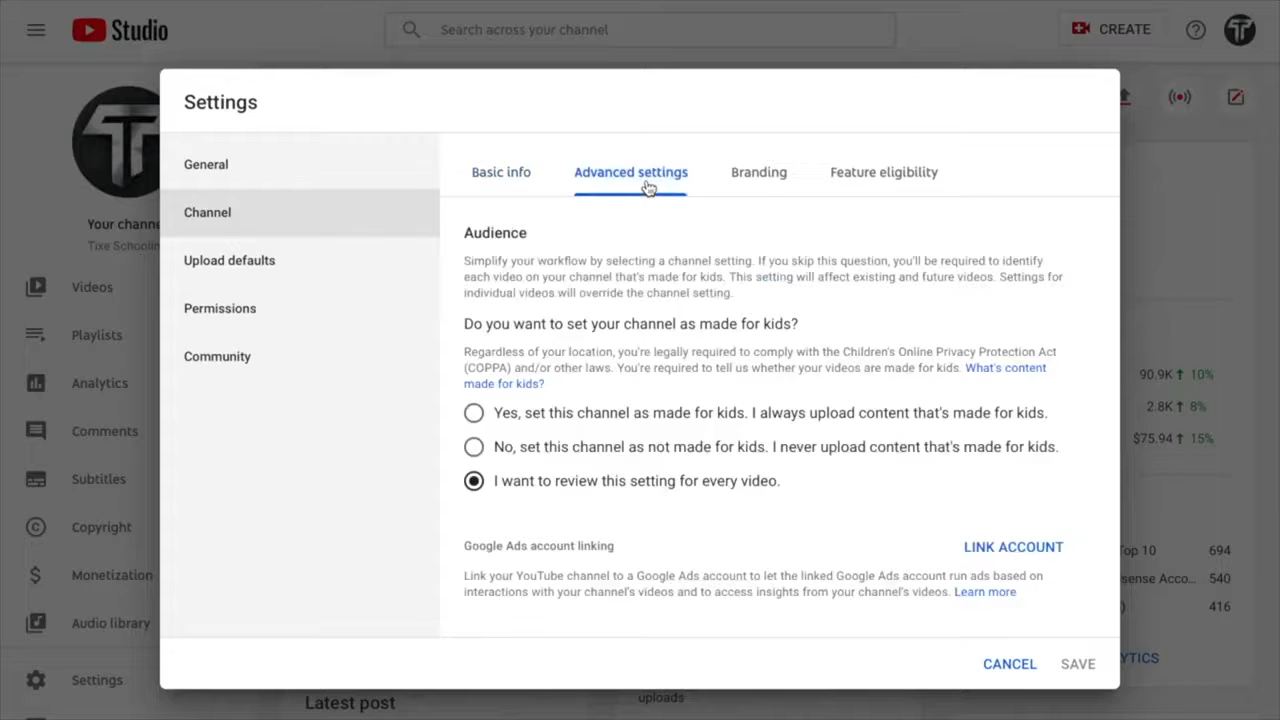 Studio
Search across your channel
CREATE
Settings
General
Channel
Upload defaults
Permissions
Community
Basic info
Advanced settings
Branding
Feature eligibility
Audience
Simplify your workflow by selecting a channel setting. If you skip this question, you'll be required to identify
each video on your channel that's made for kids. This setting will affect existing and future videos. Settings for
individual videos will override the channel setting.
Do you want to set your channel as made for kids?
Regardless of your location, you're legally required to comply with the Children's Online Privacy Protection Act
(COPPA) and/or other laws. You're required to tell us whether your videos are made for kids. What's content
made for kids?
Yes, set this channel as made for kids. I always upload content that's made for kids.
No, set this channel as not made for kids. I never upload content that's made for kids.
I want to review this setting for every video.
Google Ads account linking
LINK ACCOUNT
Link your YouTube channel to a Google Ads account to let the linked Google Ads account run ads based on
interactions with your channel's videos and to access insights from your channel's videos. Learn more
CANCEL
SAVE
Your channe
Tixe Schoolin
Videos
Playlists
Analytics
Comments
Subtitles
Copyright
Monetization
Audio library
Settings
90.9K 10%
2.8K 8%
$75.94 15%
Top 10 694
sense Acco... 540
) 416
YTICS
Latest post
uploads